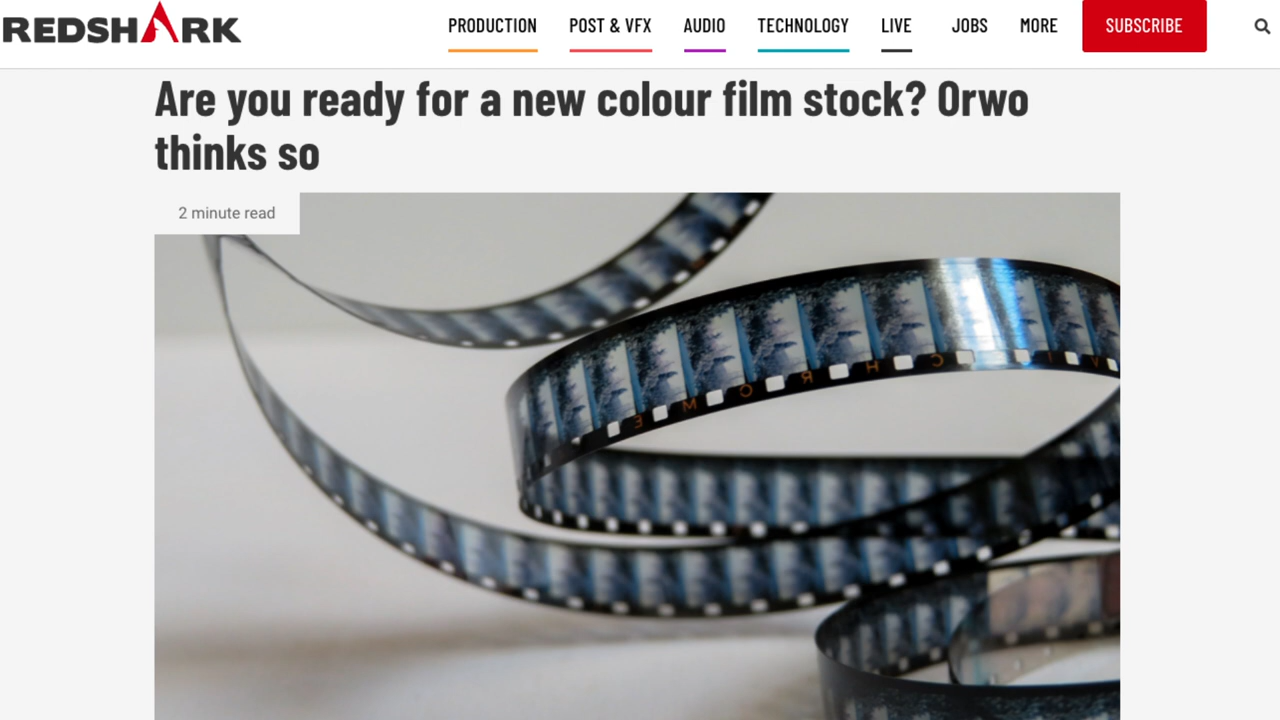 REDSHARK
PRODUCTION
POST & VFX
AUDIO
TECHNOLOGY
LIVE
JOBS
MORE
SUBSCRIBE
Are you ready for a new colour film stock? Orwo
thinks so
2 minute read